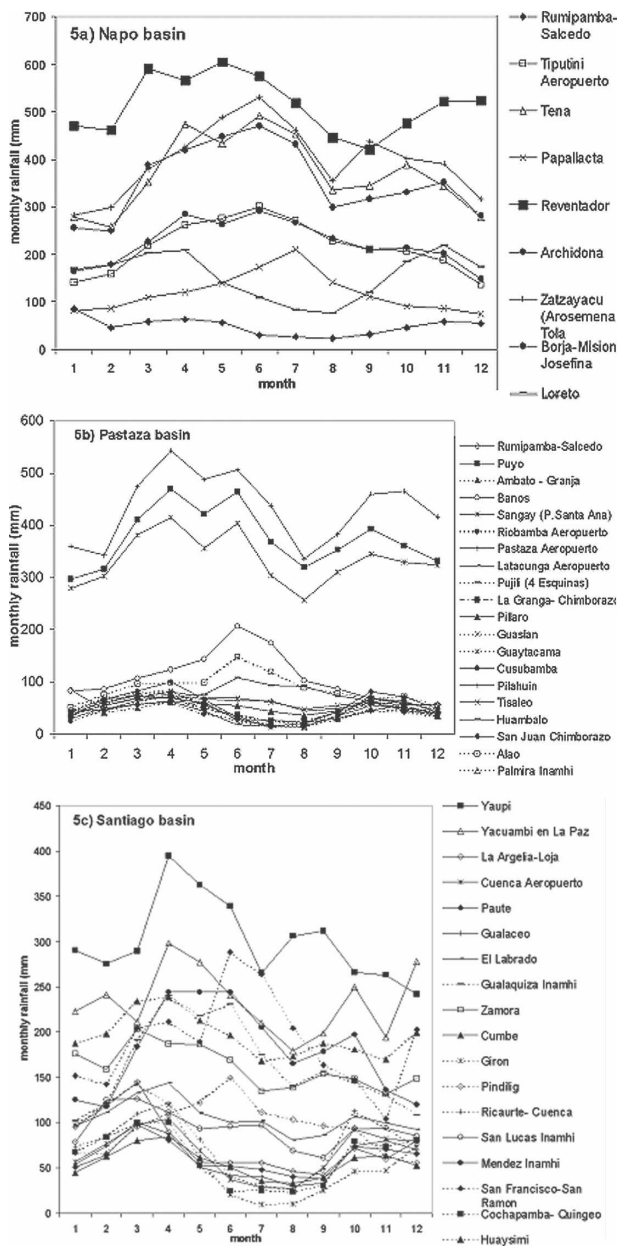 5a) Napo basin
monthly rainfall (mm
700
600
500
400
300
200
100
0
1 2 3 4 5 6 7 8 9 10 11 12
month
Rumipamba-
Salcedo
Tiputini
Aeropuerto
Tena
Papallacta
Reventador
Archidona
Zatzayacu
(Arosemena
Tola
Borja-Mision
Josefina
Loreto
5b) Pastaza basin
monthly rainfall (mm)
600
500
400
300
200
100
0
1 2 3 4 5 6 7 8 9 10 11 12
month
Rumipamba-Salcedo
Puyo
Ambato - Granja
Banos
Sangay (P.Santa Ana)
Riobamba Aeropuerto
Pastaza Aeropuerto
Latacunga Aeropuerto
Pujili (4 Esquinas)
La Granga- Chimborazo
Pillaro
Guaslan
Guaytacama
Cusubamba
Pilahuin
Tisaleo
Huambalo
San Juan Chimborazo
Alao
Palmira Inamhi
5c) Santiago basin
monthly rainfall (mm
450
400
350
300
250
200
150
100
50
0
1 2 3 4 5 6 7 8 9 10 11 12
month
Yaupi
Yacuambi en La Paz
La Argelia-Loja
Cuenca Aeropuerto
Paute
Gualaceo
El Labrado
Gualaquiza Inamhi
Zamora
Cumbe
Giron
Pindilig
Ricaurte- Cuenca
San Lucas Inamhi
Mendez Inamhi
San Francisco-San
Ramon
Cochapamba- Quingeo
Huaysimi